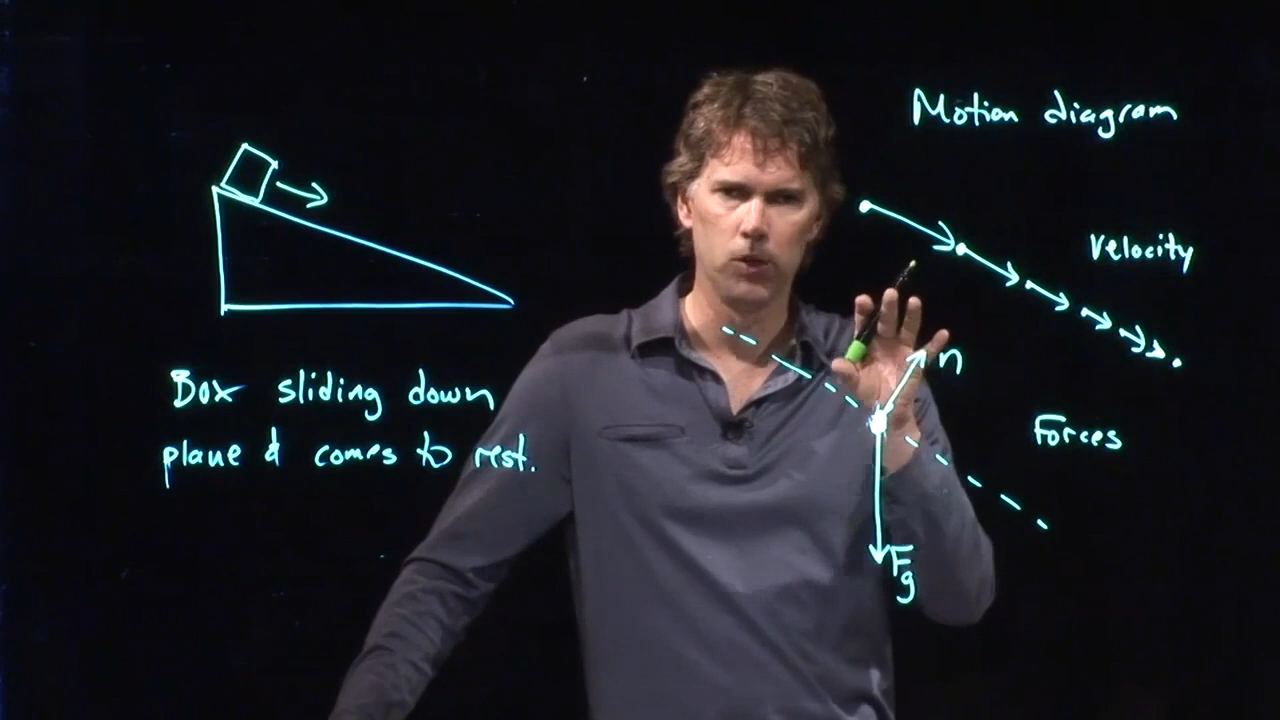 Motion diagram
Velocity
Box sliding down
plane & comes to rest.
n
Forces
Fg